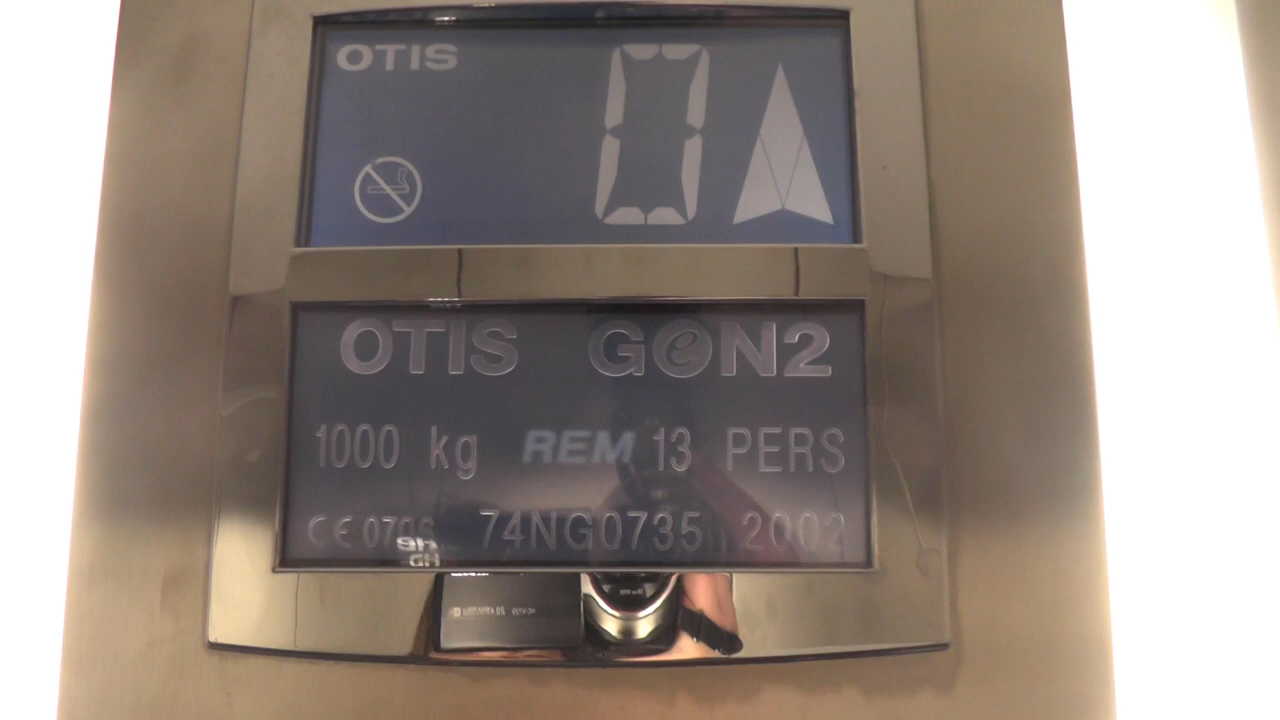 OTIS
0
OTIS GeN2
1000 kg REM 13 PERS
CE 0706 74NG0735 2002